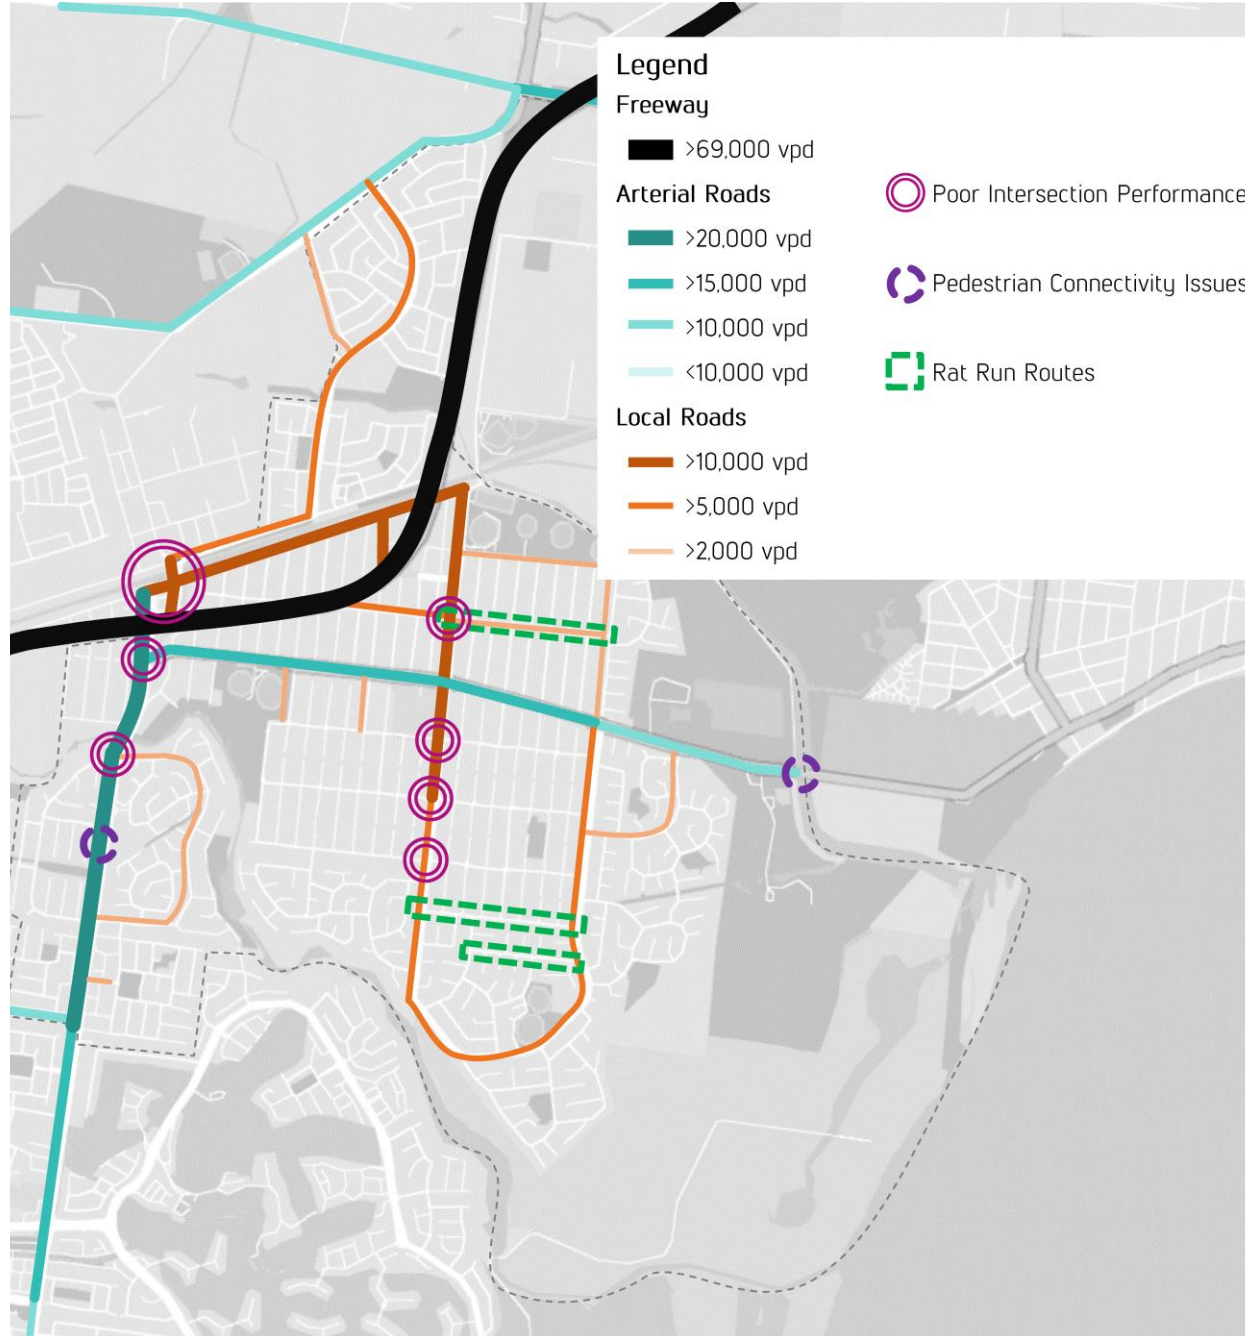 Legend
Freeway
>69,000 vpd
Arterial Roads
>20,000 vpd
>15,000 vpd
>10,000 vpd
<10,000 vpd
Local Roads
>10,000 vpd
>5,000 vpd
>2,000 vpd
Poor Intersection Performance
Pedestrian Connectivity Issues
Rat Run Routes